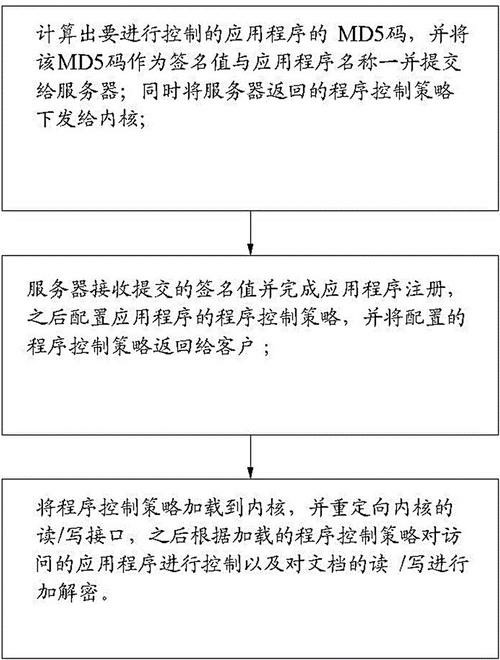 计算出要进行控制的应用程序的 MD5码，并将
该MD5码作为签名值与应用程序名称一并提交
给服务器；同时将服务器返回的程序控制策略
下发给内核；
服务器接收提交的签名值并完成应用程序注册，
之后配置应用程序的程序控制策略，并将配置的
程序控制策略返回给客户 ；
将程序控制策略加载到内核，并重定向内核的
读/写接口，之后根据加载的程序控制策略对访
问的应用程序进行控制以及对文档的读 /写进行
加解密。